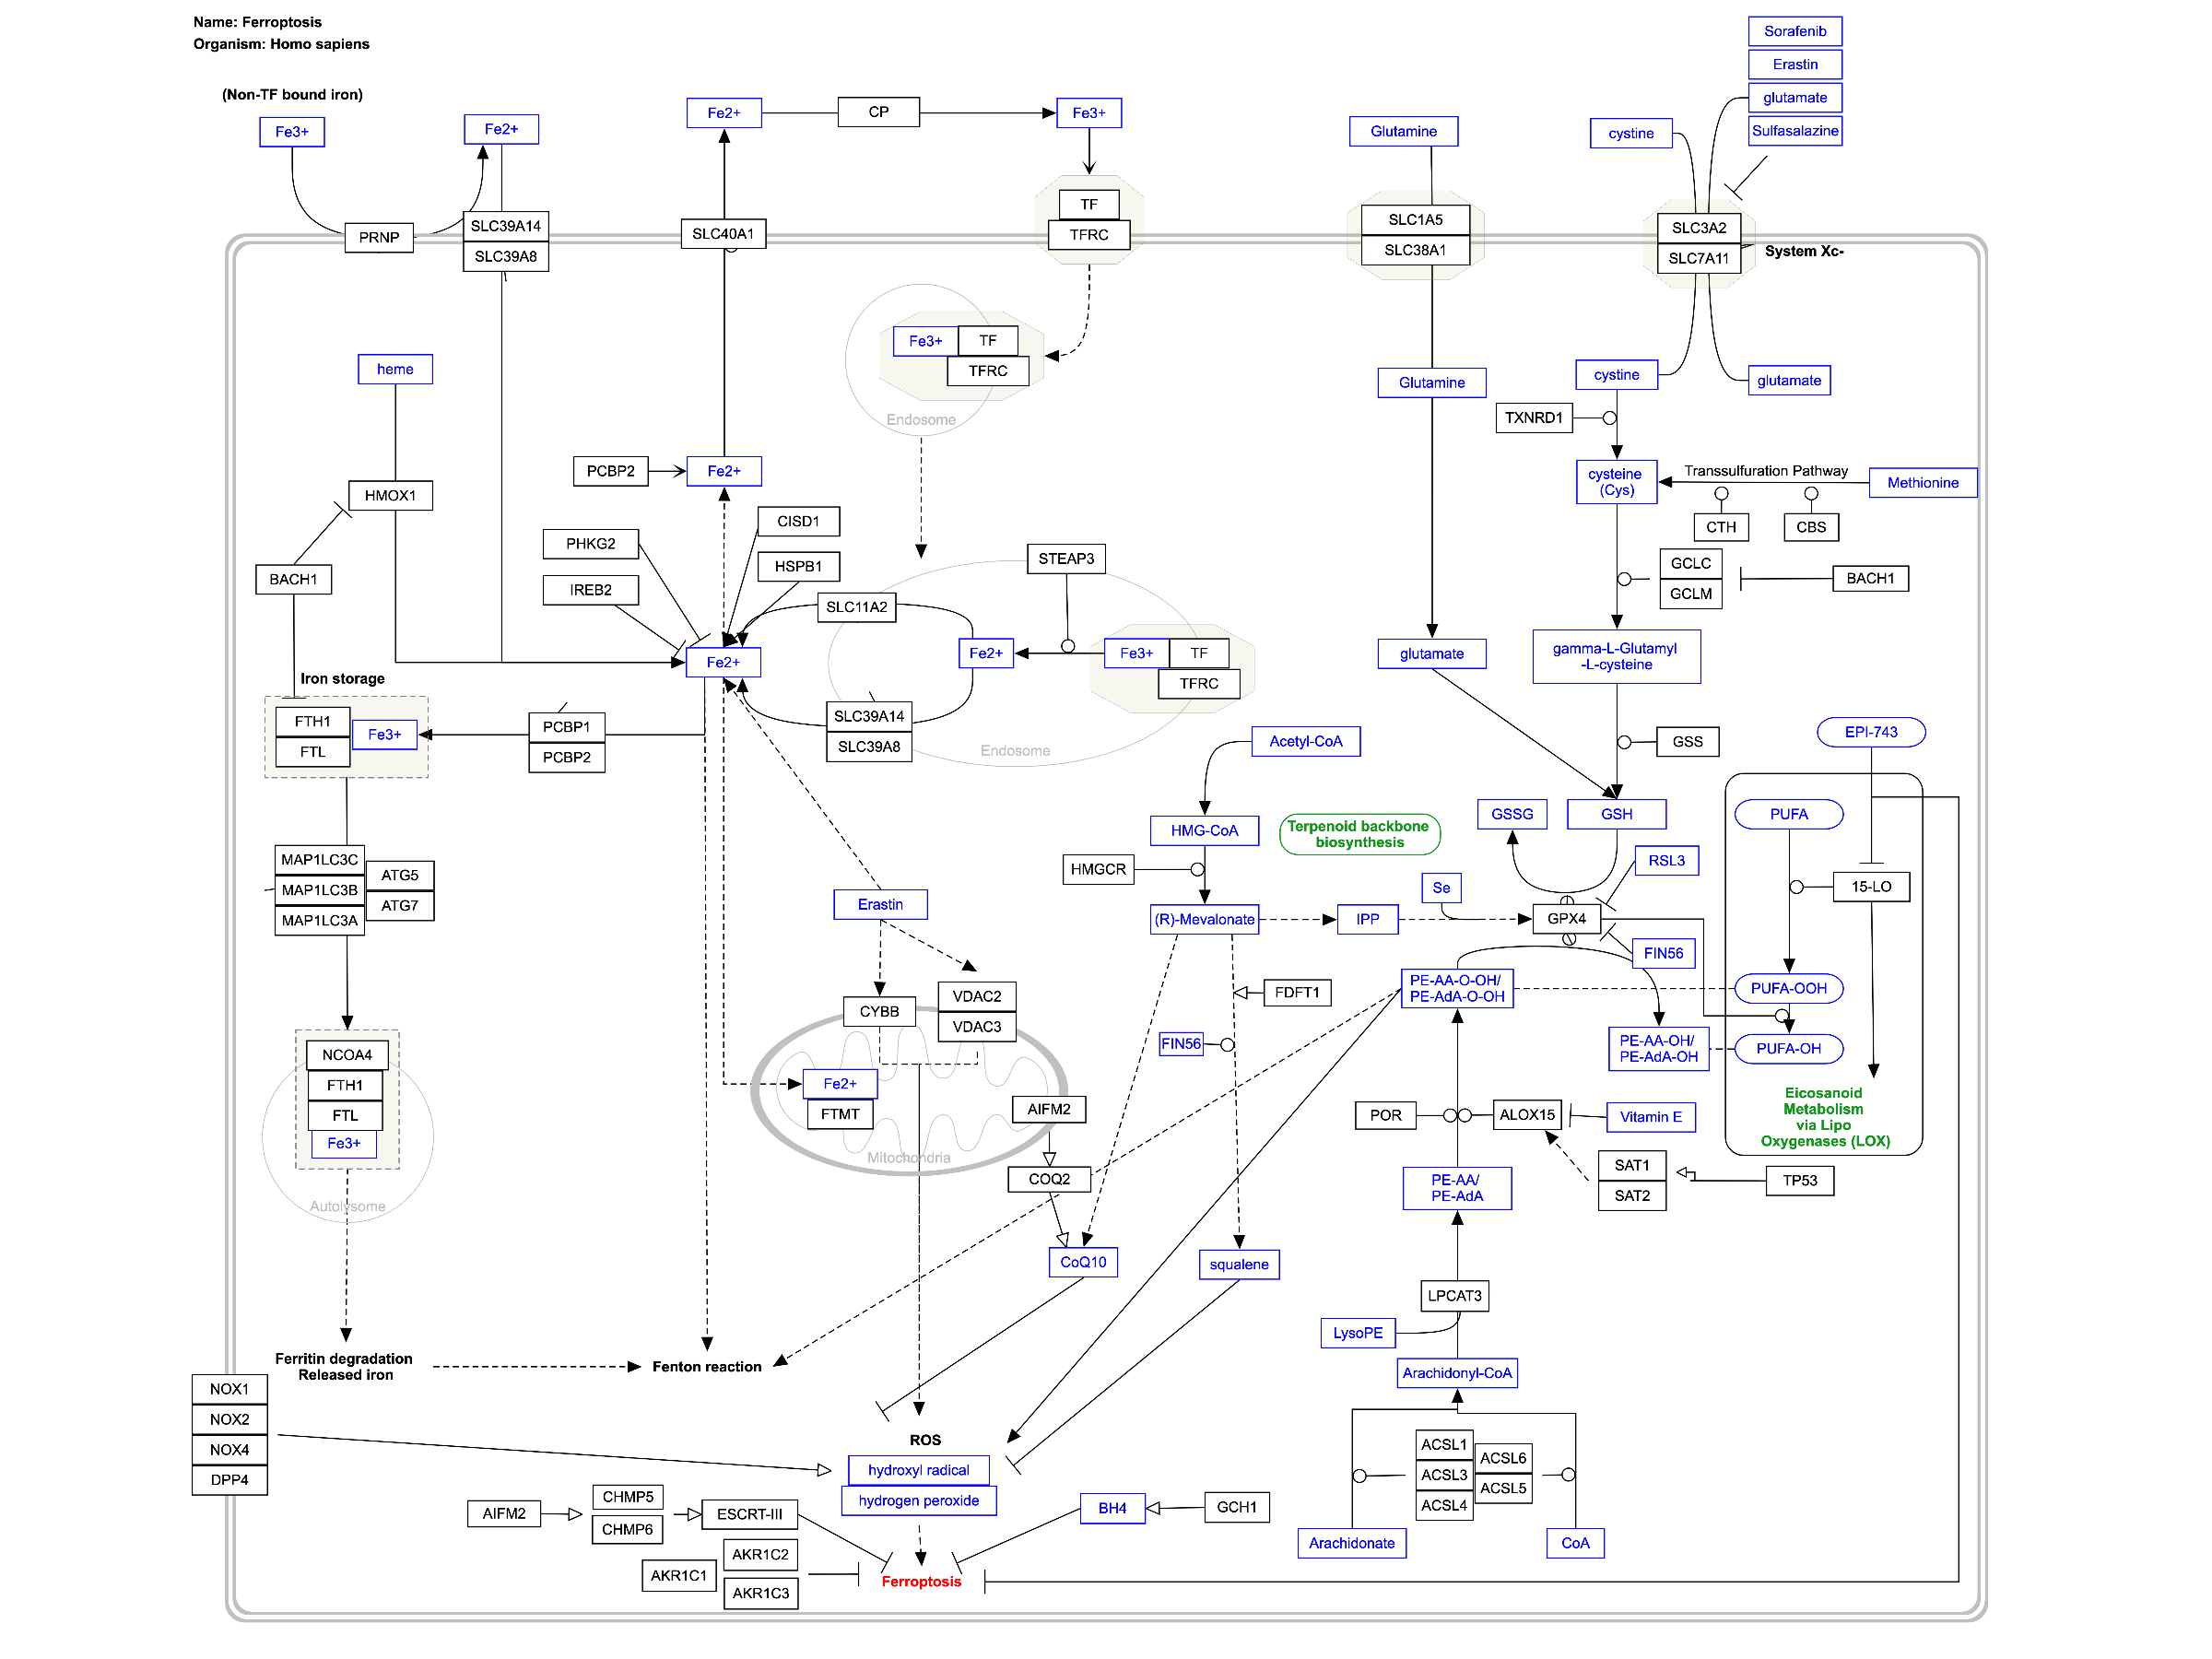 Name: Ferroptosis
Organism: Homo sapiens
(Non-TF bound iron)
Fe3+
Fe2+
PRNP
SLC39A14
SLC39A8
Fe2+
CP
Fe3+
SLC40A1
TF
TFRC
Glutamine
SLC1A5
SLC38A1
Sorafenib
Erastin
glutamate
Sulfasalazine
cystine
SLC3A2
SLC7A11
System Xc-
heme
HMOX1
BACH1
Fe3+
TF
TFRC
Endosome
Glutamine
cystine
glutamate
TXNRD1
PCBP2
Fe2+
cysteine
(Cys)
Transsulfuration Pathway
Methionine
CTH
CBS
CISD1
PHKG2
HSPB1
IREB2
STEAP3
SLC11A2
GCLC
GCLM
BACH1
Fe2+
Fe2+
Fe3+
TF
TFRC
glutamate
gamma-L-Glutamyl
-L-cysteine
Iron storage
FTH1
FTL
Fe3+
PCBP1
PCBP2
SLC39A14
SLC39A8
Endosome
Acetyl-CoA
GSS
EPI-743
HMG-CoA
Terpenoid backbone
biosynthesis
GSSG
GSH
PUFA
HMGCR
RSL3
15-LO
MAP1LC3C
MAP1LC3B
MAP1LC3A
ATG5
ATG7
Erastin
(R)-Mevalonate
IPP
Se
GPX4
FIN56
CYBB
VDAC2
VDAC3
FDFT1
PE-AA-O-OH/
PE-AdA-O-OH
PUFA-OOH
FIN56
PE-AA-OH/
PE-AdA-OH
PUFA-OH
NCOA4
FTH1
FTL
Fe3+
Autolysome
Fe2+
FTMT
Mitochondria
AIFM2
COQ2
POR
ALOX15
Vitamin E
Eicosanoid
Metabolism
via Lipo
Oxygenases (LOX)
PE-AA/
PE-AdA
SAT1
SAT2
TP53
CoQ10
squalene
LPCAT3
LysoPE
Arachidonyl-CoA
Ferritin degradation
Released iron
Fenton reaction
NOX1
NOX2
NOX4
DPP4
ROS
hydroxyl radical
hydrogen peroxide
ACSL1
ACSL3
ACSL4
ACSL6
ACSL5
AIFM2
CHMP5
CHMP6
ESCRT-III
BH4
GCH1
Arachidonate
CoA
AKR1C1
AKR1C2
AKR1C3
Ferroptosis